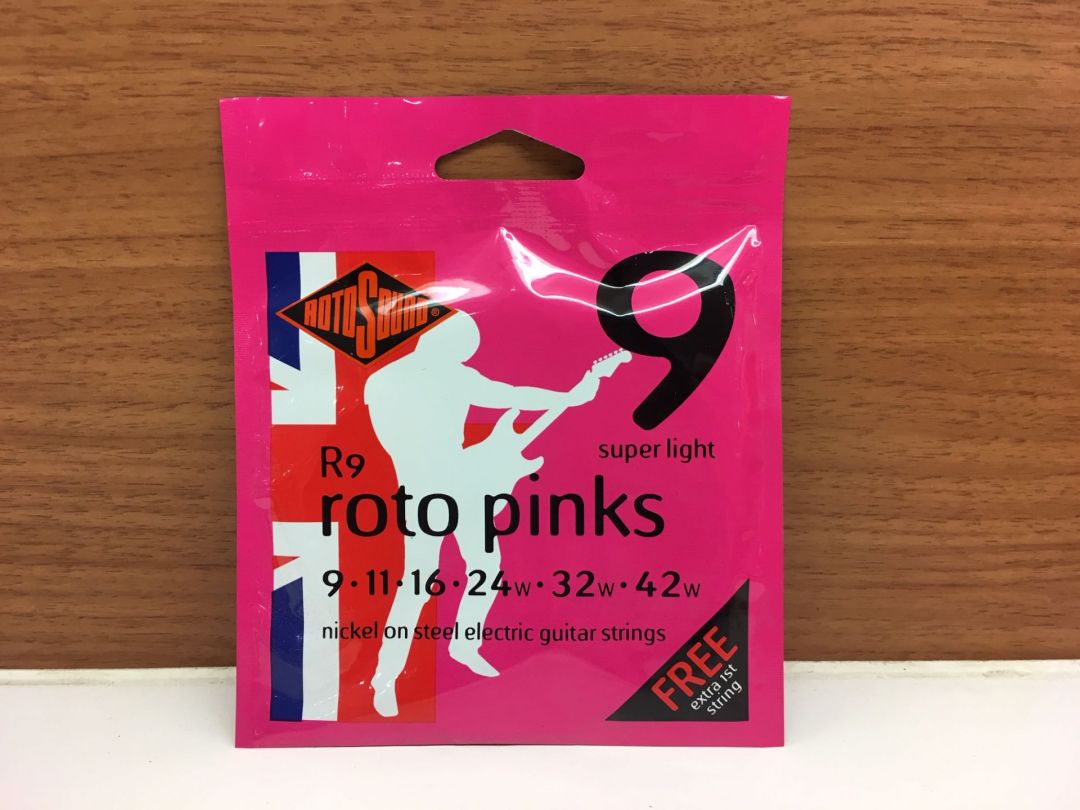 ROTOSOUND®
9
super light
R9
roto pinks
9·11·16·24w·32w·42w
nickel on steel electric guitar strings
FREE
extra 1st
string